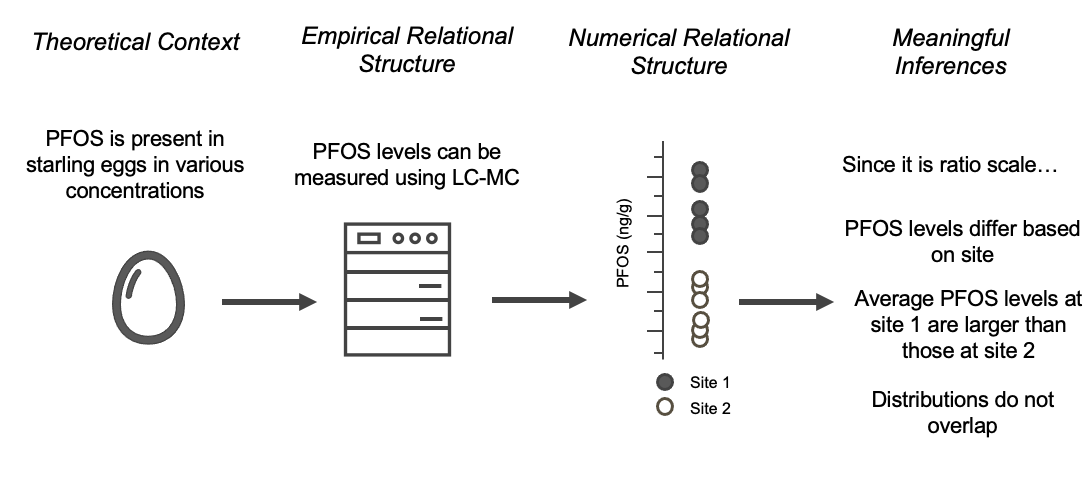 Theoretical Context
Empirical Relational
Structure
Numerical Relational
Structure
Meaningful
Inferences
PFOS is present in
starling eggs in various
concentrations
PFOS levels can be
measured using LC-MC
PFOS (ng/g)
Site 1
Site 2
Since it is ratio scale…
PFOS levels differ based
on site
Average PFOS levels at
site 1 are larger than
those at site 2
Distributions do not
overlap